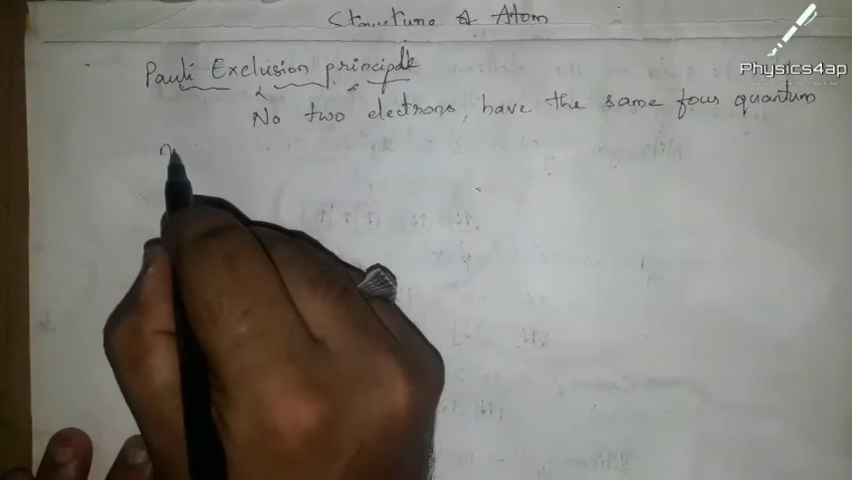 Structure of Atom
Physics4ap
Pauli Exclusion principle
No two electrons, have the same four quantum
n